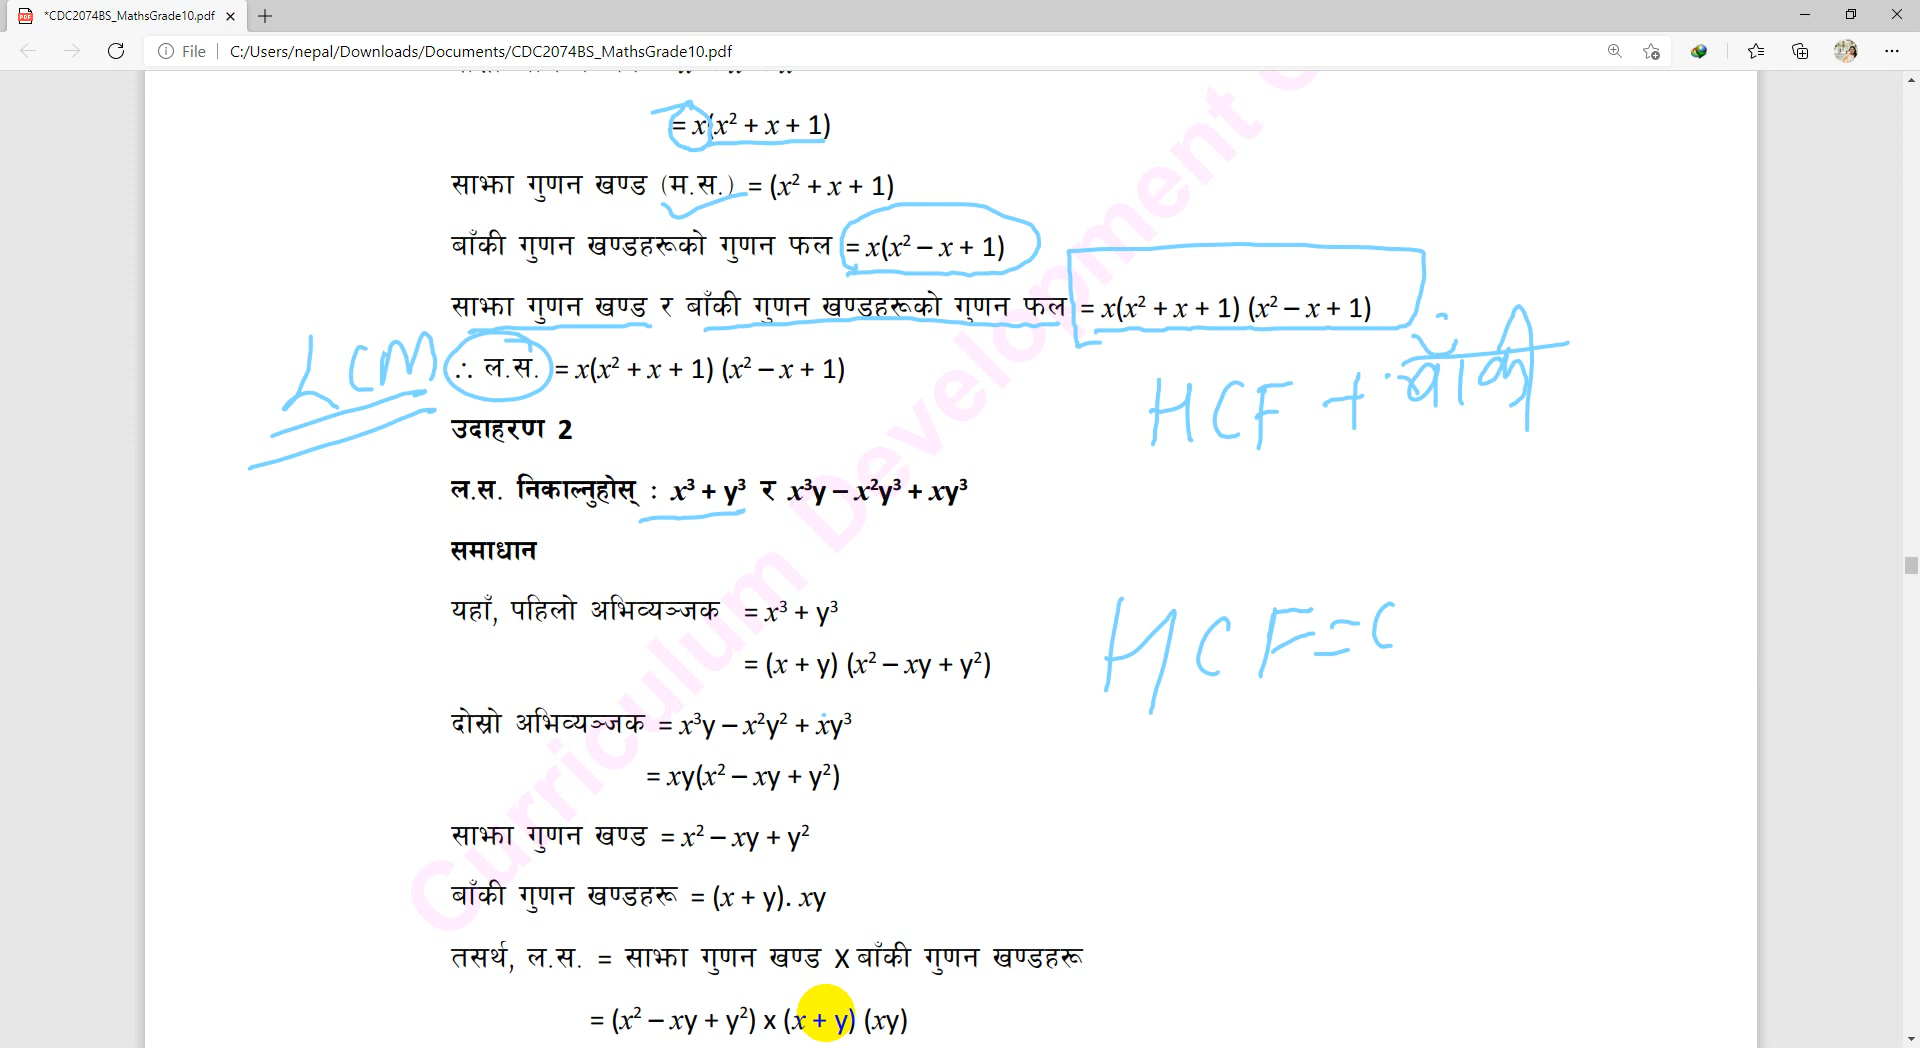 *CDC2074BS_MathsGrade10.pdf
File C:/Users/nepal/Downloads/Documents/CDC2074BS_MathsGrade10.pdf
= x(x² + x + 1)
साझा गुणन खण्ड (म.स.) = (x² + x + 1)
बाँकी गुणन खण्डहरूको गुणन फल = x(x² – x + 1)
साझा गुणन खण्ड र बाँकी गुणन खण्डहरूको गुणन फल = x(x² + x + 1) (x² – x + 1)
LCM ∴ ल.स. = x(x² + x + 1) (x² – x + 1)
HCF + बाँकी
उदाहरण 2
ल.स. निकाल्नुहोस् : x³ + y³ र x³y – x²y³ + xy³
समाधान
यहाँ, पहिलो अभिव्यञ्जक = x³ + y³
HCF = C
= (x + y) (x² – xy + y²)
दोस्रो अभिव्यञ्जक = x³y – x²y² + xy³
= xy(x² – xy + y²)
साझा गुणन खण्ड = x² – xy + y²
बाँकी गुणन खण्डहरू = (x + y). xy
तसर्थ, ल.स. = साझा गुणन खण्ड X बाँकी गुणन खण्डहरू
= (x² – xy + y²) x (x + y) (xy)
Curriculum Development C